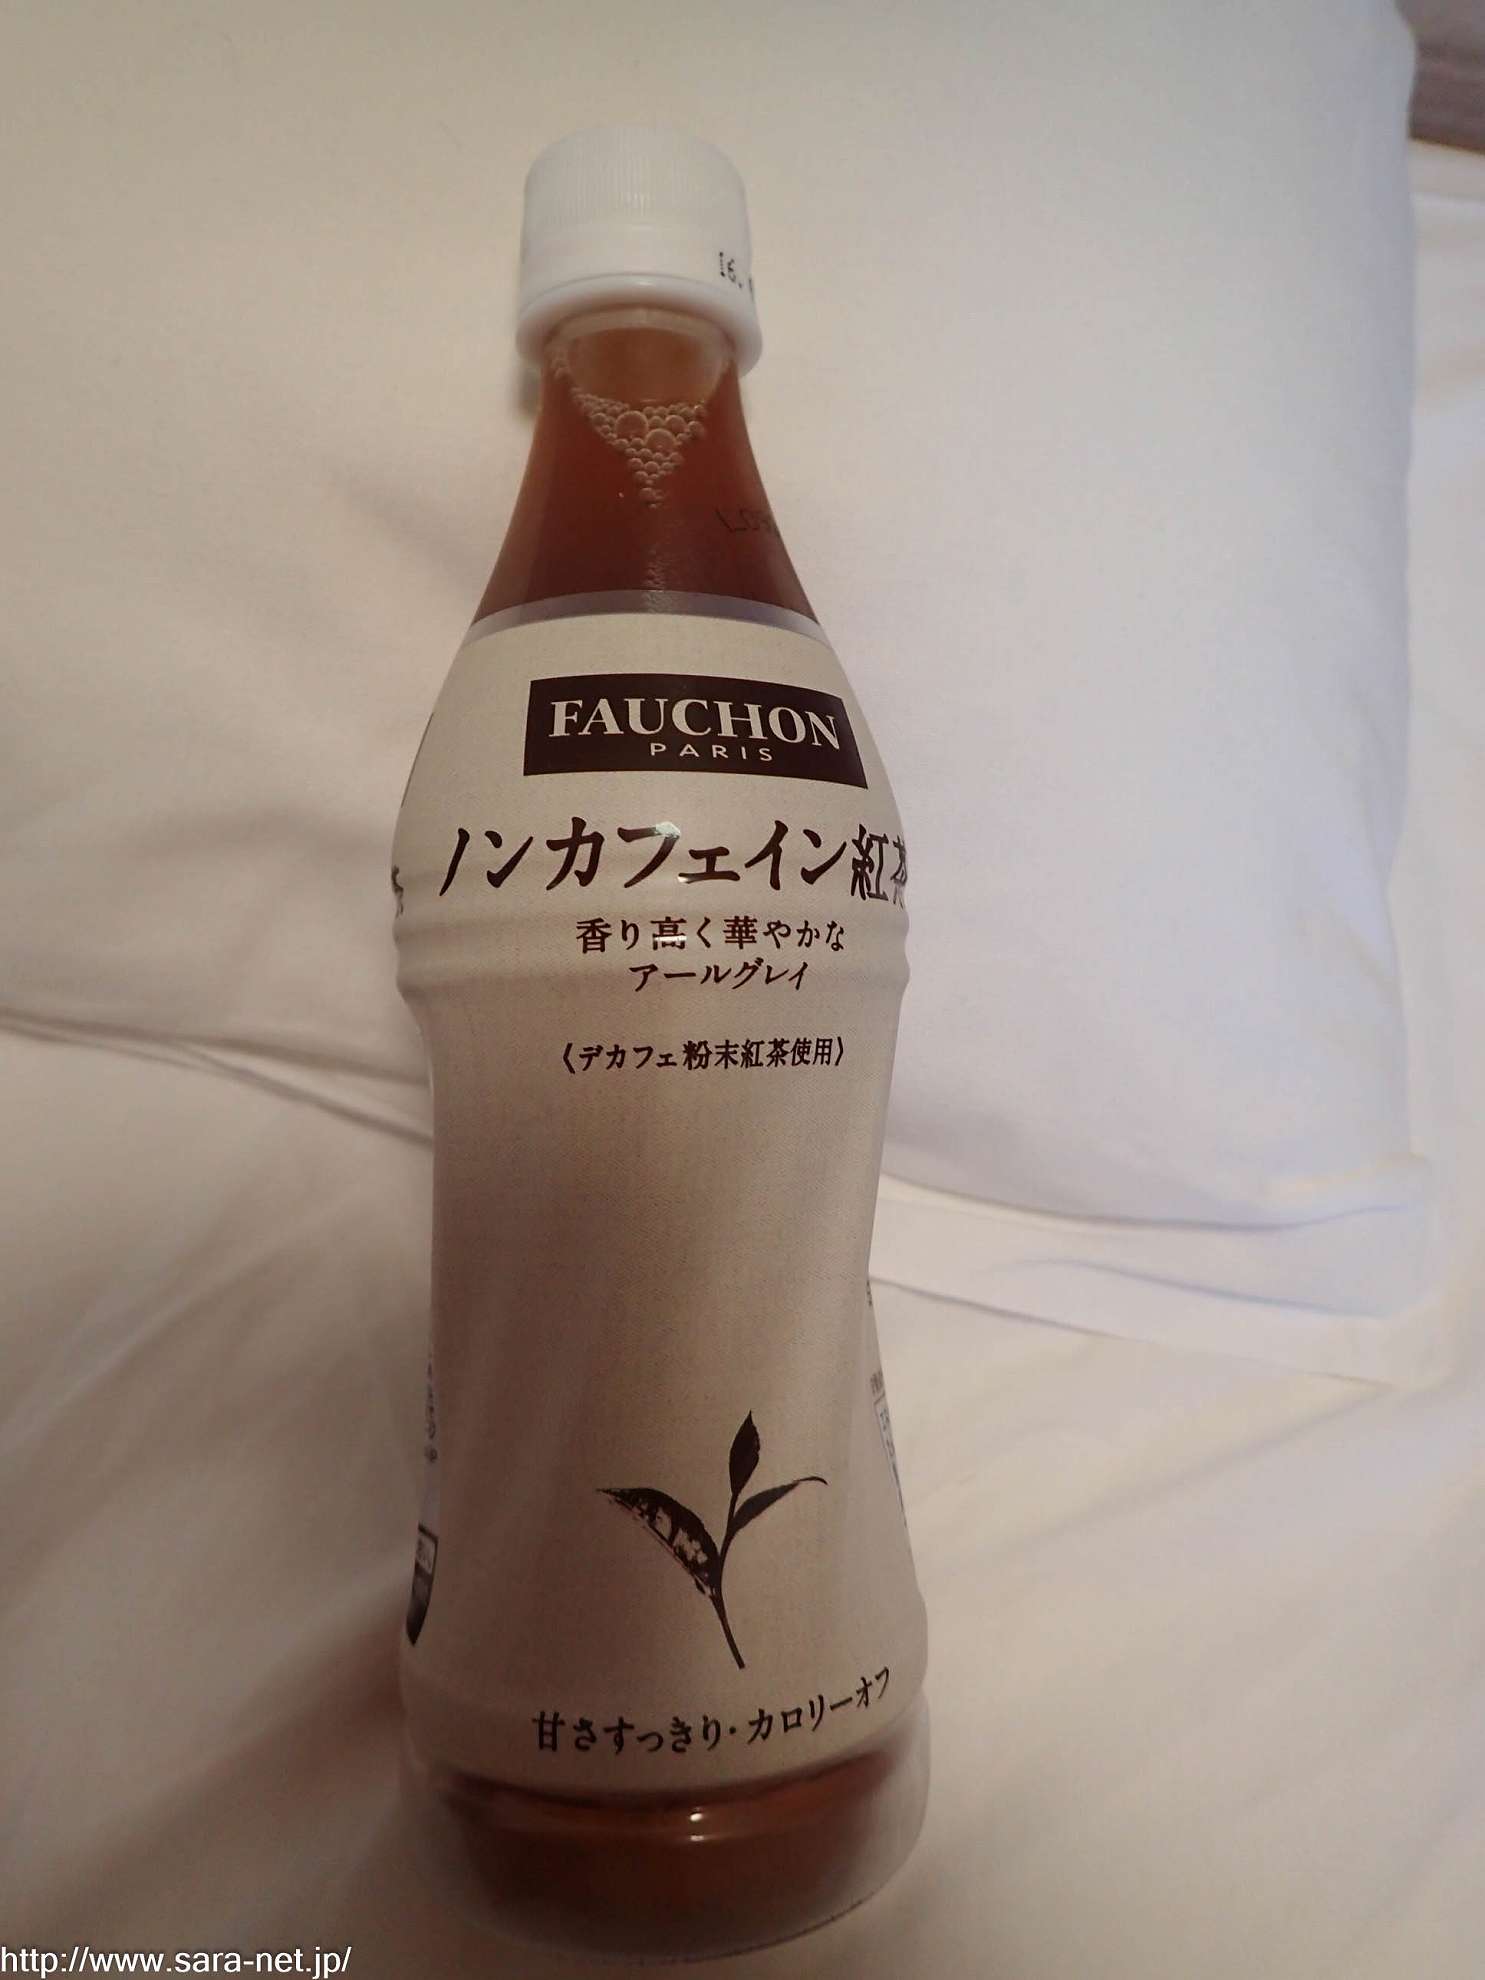 16.
FAUCHON
PARIS
ノンカフェイン紅茶
香り高く華やかな
アールグレイ
〈デカフェ粉末紅茶使用〉
甘さすっきり・カロリーオフ
http://www.sara-net.jp/